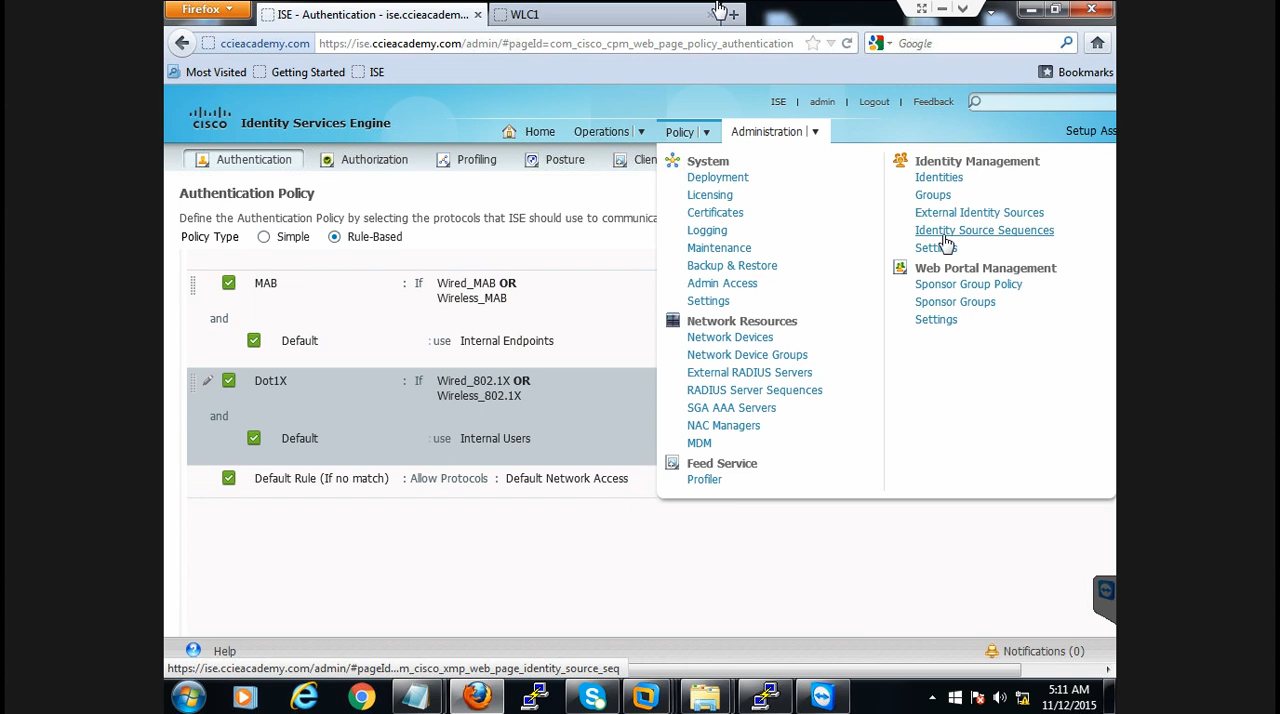 Firefox
ISE - Authentication - ise.ccieacadem...
WLC1
ccieacademy.com
https://ise.ccieacademy.com/admin/#pageId=com_cisco_cpm_web_page_policy_authentication
Google
Most Visited
Getting Started
ISE
Bookmarks
ISE
admin
Logout
Feedback
CISCO
Identity Services Engine
Home
Operations
Policy
Administration
Setup Ass
Authentication
Authorization
Profiling
Posture
Clien
Authentication Policy
Define the Authentication Policy by selecting the protocols that ISE should use to communica
Policy Type
Simple
Rule-Based
MAB : If Wired_MAB OR
Wireless_MAB
and
Default : use Internal Endpoints
Dot1X : If Wired_802.1X OR
Wireless_802.1X
and
Default : use Internal Users
Default Rule (If no match) : Allow Protocols : Default Network Access
System
Deployment
Licensing
Certificates
Logging
Maintenance
Backup & Restore
Admin Access
Settings
Network Resources
Network Devices
Network Device Groups
External RADIUS Servers
RADIUS Server Sequences
SGA AAA Servers
NAC Managers
MDM
Feed Service
Profiler
Identity Management
Identities
Groups
External Identity Sources
Identity Source Sequences
Settings
Web Portal Management
Sponsor Group Policy
Sponsor Groups
Settings
Help
Notifications (0)
https://ise.ccieacademy.com/admin/#pageId...m_cisco_xmp_web_page_identity_source_seq
5:11 AM
11/12/2015